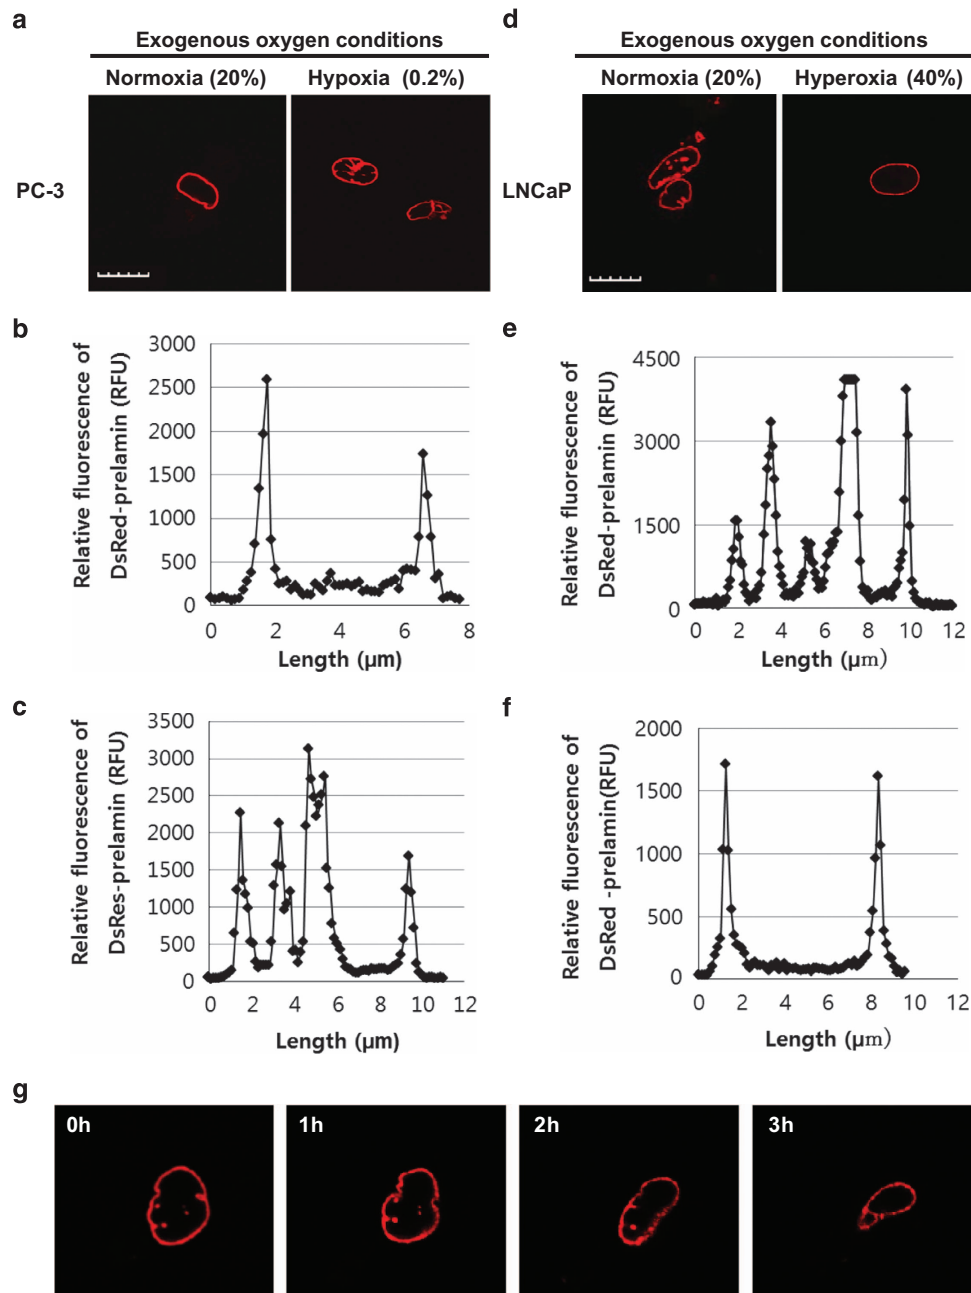 a
Exogenous oxygen conditions
Normoxia (20%) Hypoxia (0.2%)
PC-3
d
Exogenous oxygen conditions
Normoxia (20%) Hyperoxia (40%)
LNCaP
b
Relative fluorescence of
DsRed-prelamin (RFU)
3000
2500
2000
1500
1000
500
0
0 2 4 6 8
Length (µm)
e
Relative fluorescence of
DsRed-prelamin (RFU)
4500
3000
1500
0
0 2 4 6 8 10 12
Length (µm)
c
Relative fluorescence of
DsRes-prelamin (RFU)
3500
3000
2500
2000
1500
1000
500
0
0 2 4 6 8 10 12
Length (µm)
f
Relative fluorescence of
DsRed -prelamin(RFU)
2000
1500
1000
500
0
0 2 4 6 8 10 12
Length (µm)
g
0h 1h 2h 3h